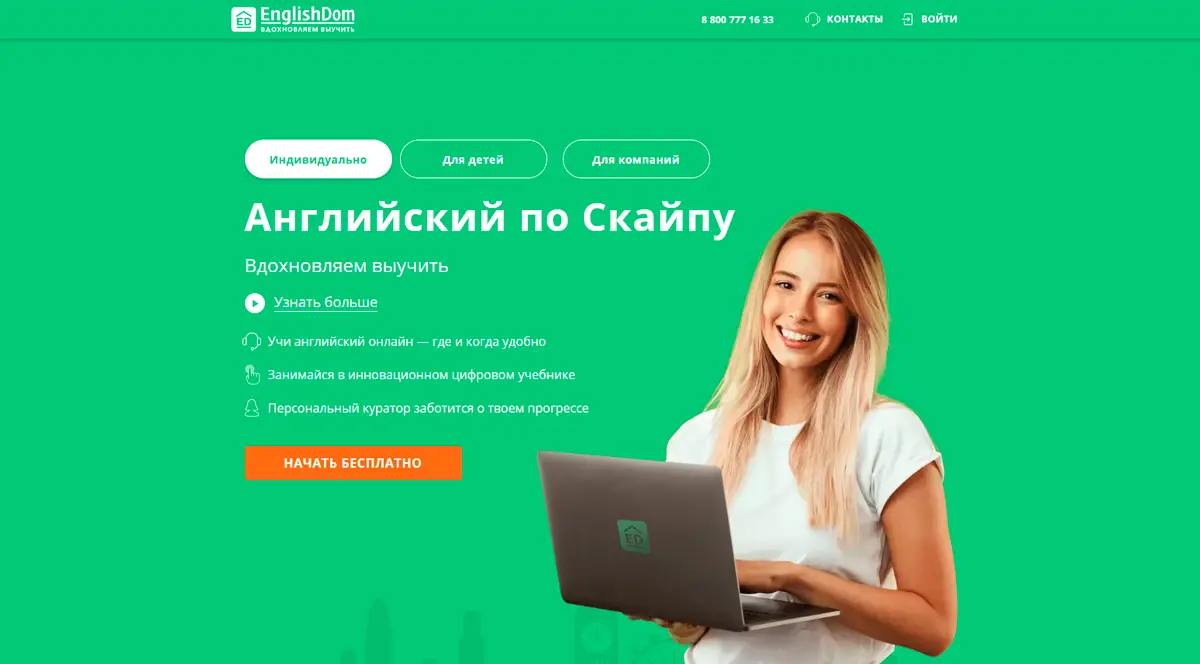 ED EnglishDom
ВДОХНОВЛЯЕМ ВЫУЧИТЬ
8 800 777 16 33
КОНТАКТЫ
ВОЙТИ
Индивидуально
Для детей
Для компаний
Английский по Скайпу
Вдохновляем выучить
Узнать больше
Учи английский онлайн — где и когда удобно
Занимайся в инновационном цифровом учебнике
Персональный куратор заботится о твоем прогрессе
НАЧАТЬ БЕСПЛАТНО
ED